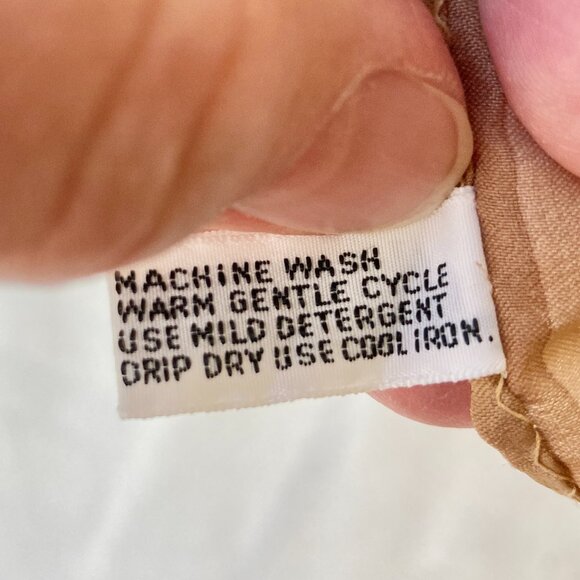 MACHINE WASH
WARM GENTLE CYCLE
USE MILD DETERGENT
DRIP DRY USE COOL IRON.